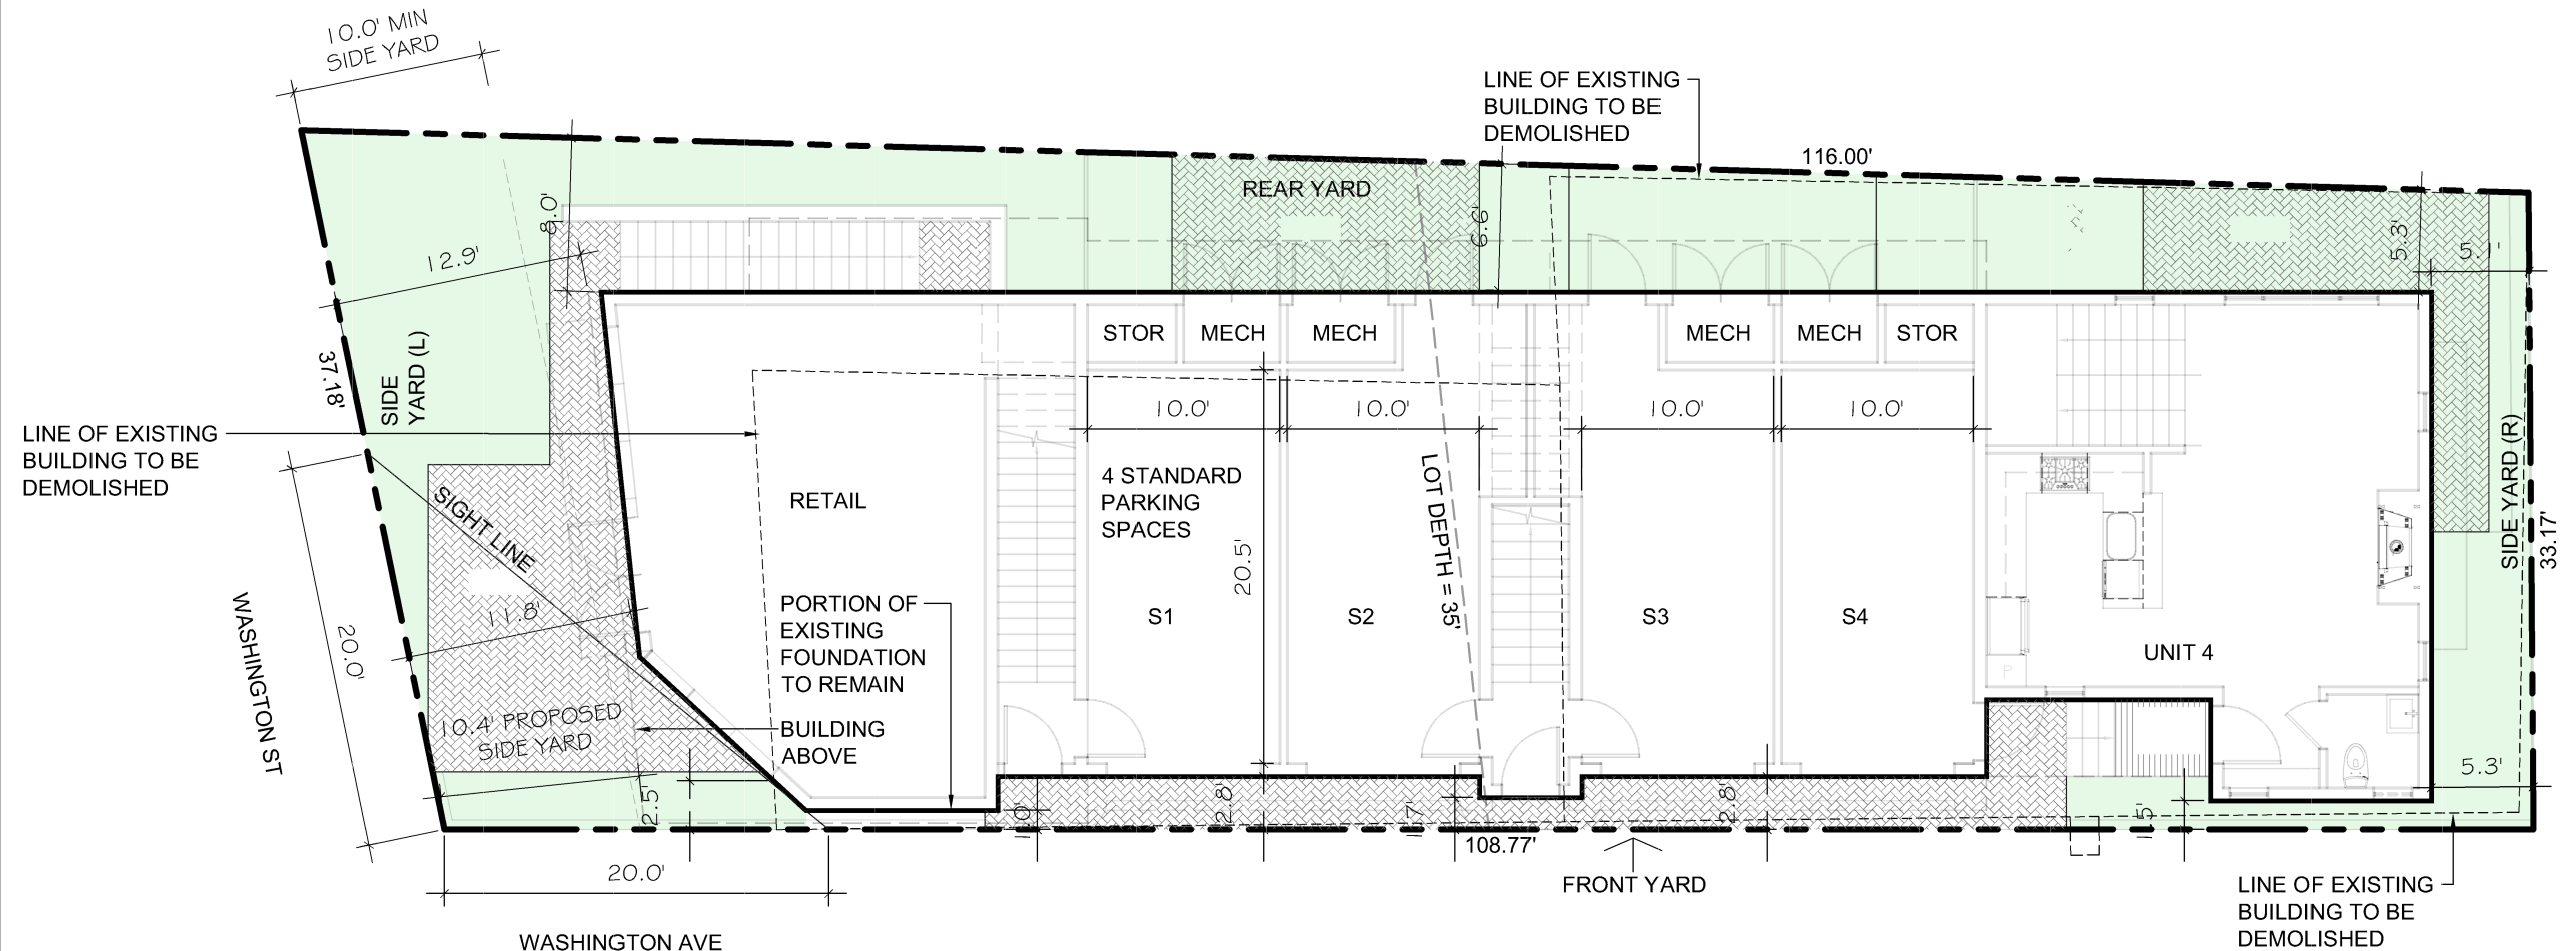 10.0' MIN
SIDE YARD
LINE OF EXISTING
BUILDING TO BE
DEMOLISHED
116.00'
REAR YARD
8.0'
6.6'
5.3'
5.1'
12.9'
37.18'
SIDE
YARD (L)
STOR
MECH
MECH
MECH
MECH
STOR
10.0'
10.0'
10.0'
10.0'
LINE OF EXISTING
BUILDING TO BE
DEMOLISHED
SIGHT LINE
RETAIL
4 STANDARD
PARKING
SPACES
20.5'
LOT DEPTH = 35'
SIDE YARD (R)
33.17'
WASHINGTON ST
20.0'
11.8'
PORTION OF
EXISTING
FOUNDATION
TO REMAIN
S1
S2
S3
S4
UNIT 4
P
10.4' PROPOSED
SIDE YARD
BUILDING
ABOVE
2.5'
1.0'
2.8'
1.7'
2.8'
1.5'
5.3'
108.77'
20.0'
FRONT YARD
LINE OF EXISTING
BUILDING TO BE
DEMOLISHED
WASHINGTON AVE